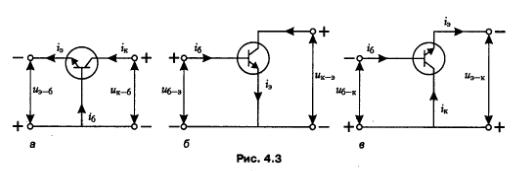 − iэ iк + + iб + − iб iэ −
uэ−б uк−б uб−э iэ uк−э uб−к iк uэ−к
+ iб − − − + +
а б в
Рис. 4.3